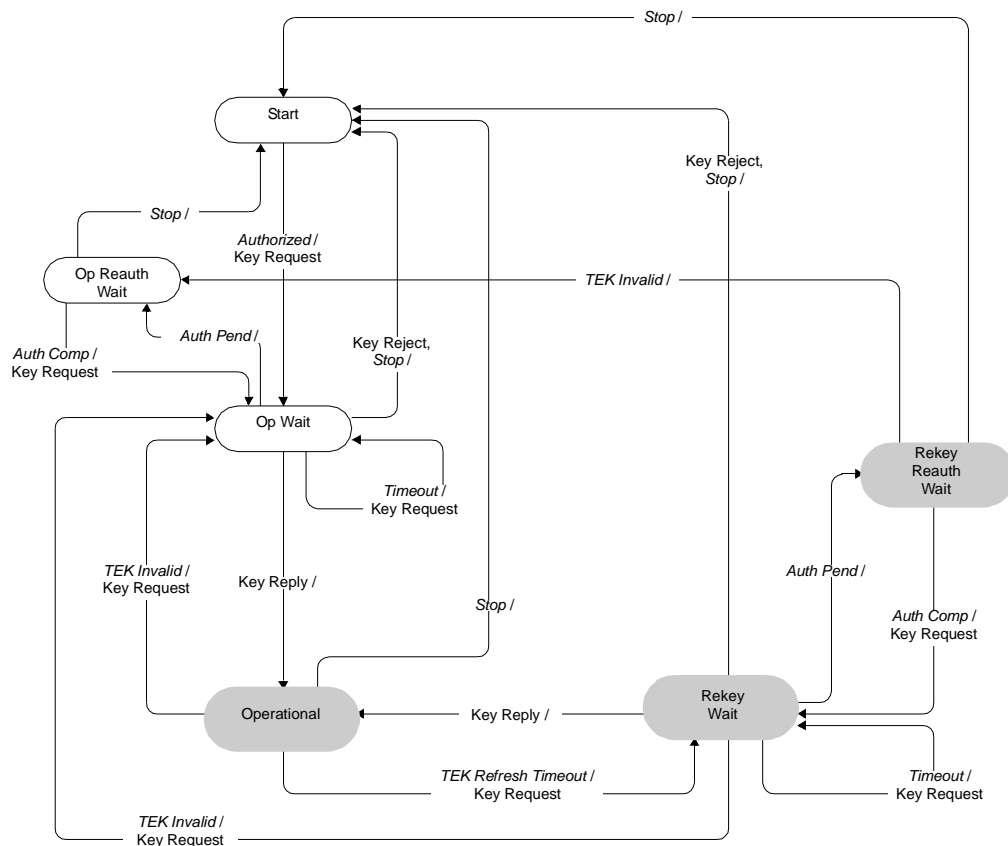 Stop /
Start
Key Reject,
Stop /
Stop /
Authorized /
Key Request
Op Reauth
Wait
TEK Invalid /
Auth Pend /
Key Reject,
Stop /
Auth Comp /
Key Request
Op Wait
Rekey
Reauth
Wait
Timeout /
Key Request
TEK Invalid /
Key Request
Key Reply /
Auth Pend /
Stop /
Auth Comp /
Key Request
Operational
Key Reply /
Rekey
Wait
TEK Refresh Timeout /
Key Request
Timeout /
Key Request
TEK Invalid /
Key Request